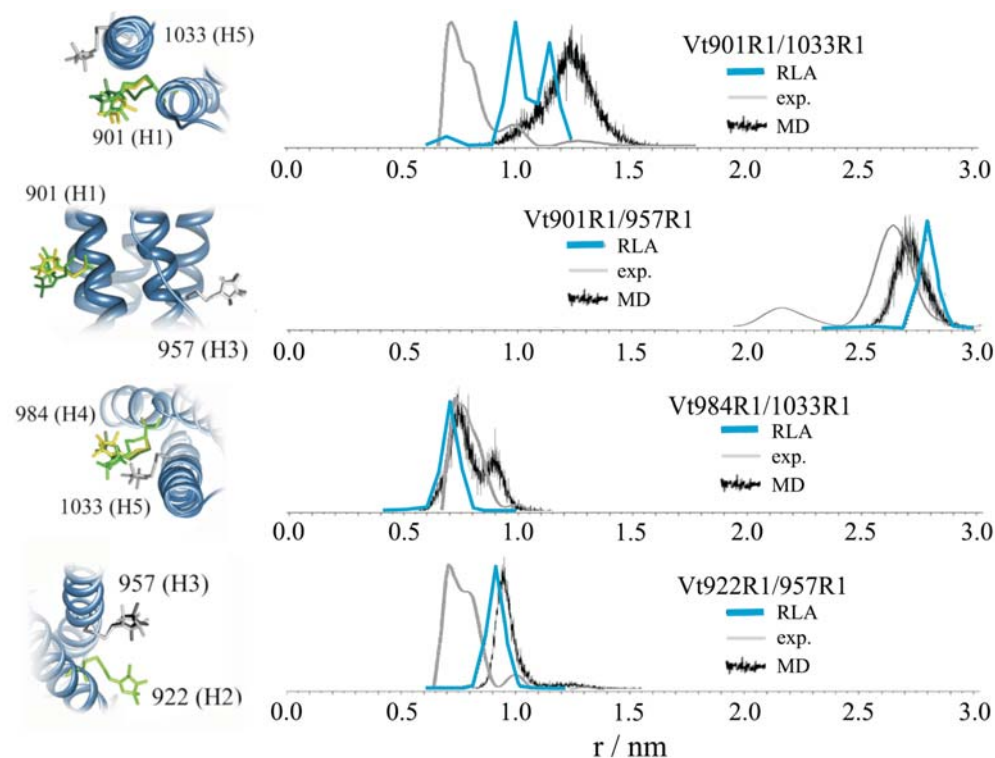 1033 (H5)
901 (H1)
Vt901R1/1033R1
RLA
exp.
MD
0.0 0.5 1.0 1.5 2.0 2.5 3.0
901 (H1)
957 (H3)
Vt901R1/957R1
RLA
exp.
MD
0.0 0.5 1.0 1.5 2.0 2.5 3.0
984 (H4)
1033 (H5)
Vt984R1/1033R1
RLA
exp.
MD
0.0 0.5 1.0 1.5 2.0 2.5 3.0
957 (H3)
922 (H2)
Vt922R1/957R1
RLA
exp.
MD
0.0 0.5 1.0 1.5 2.0 2.5 3.0
r / nm